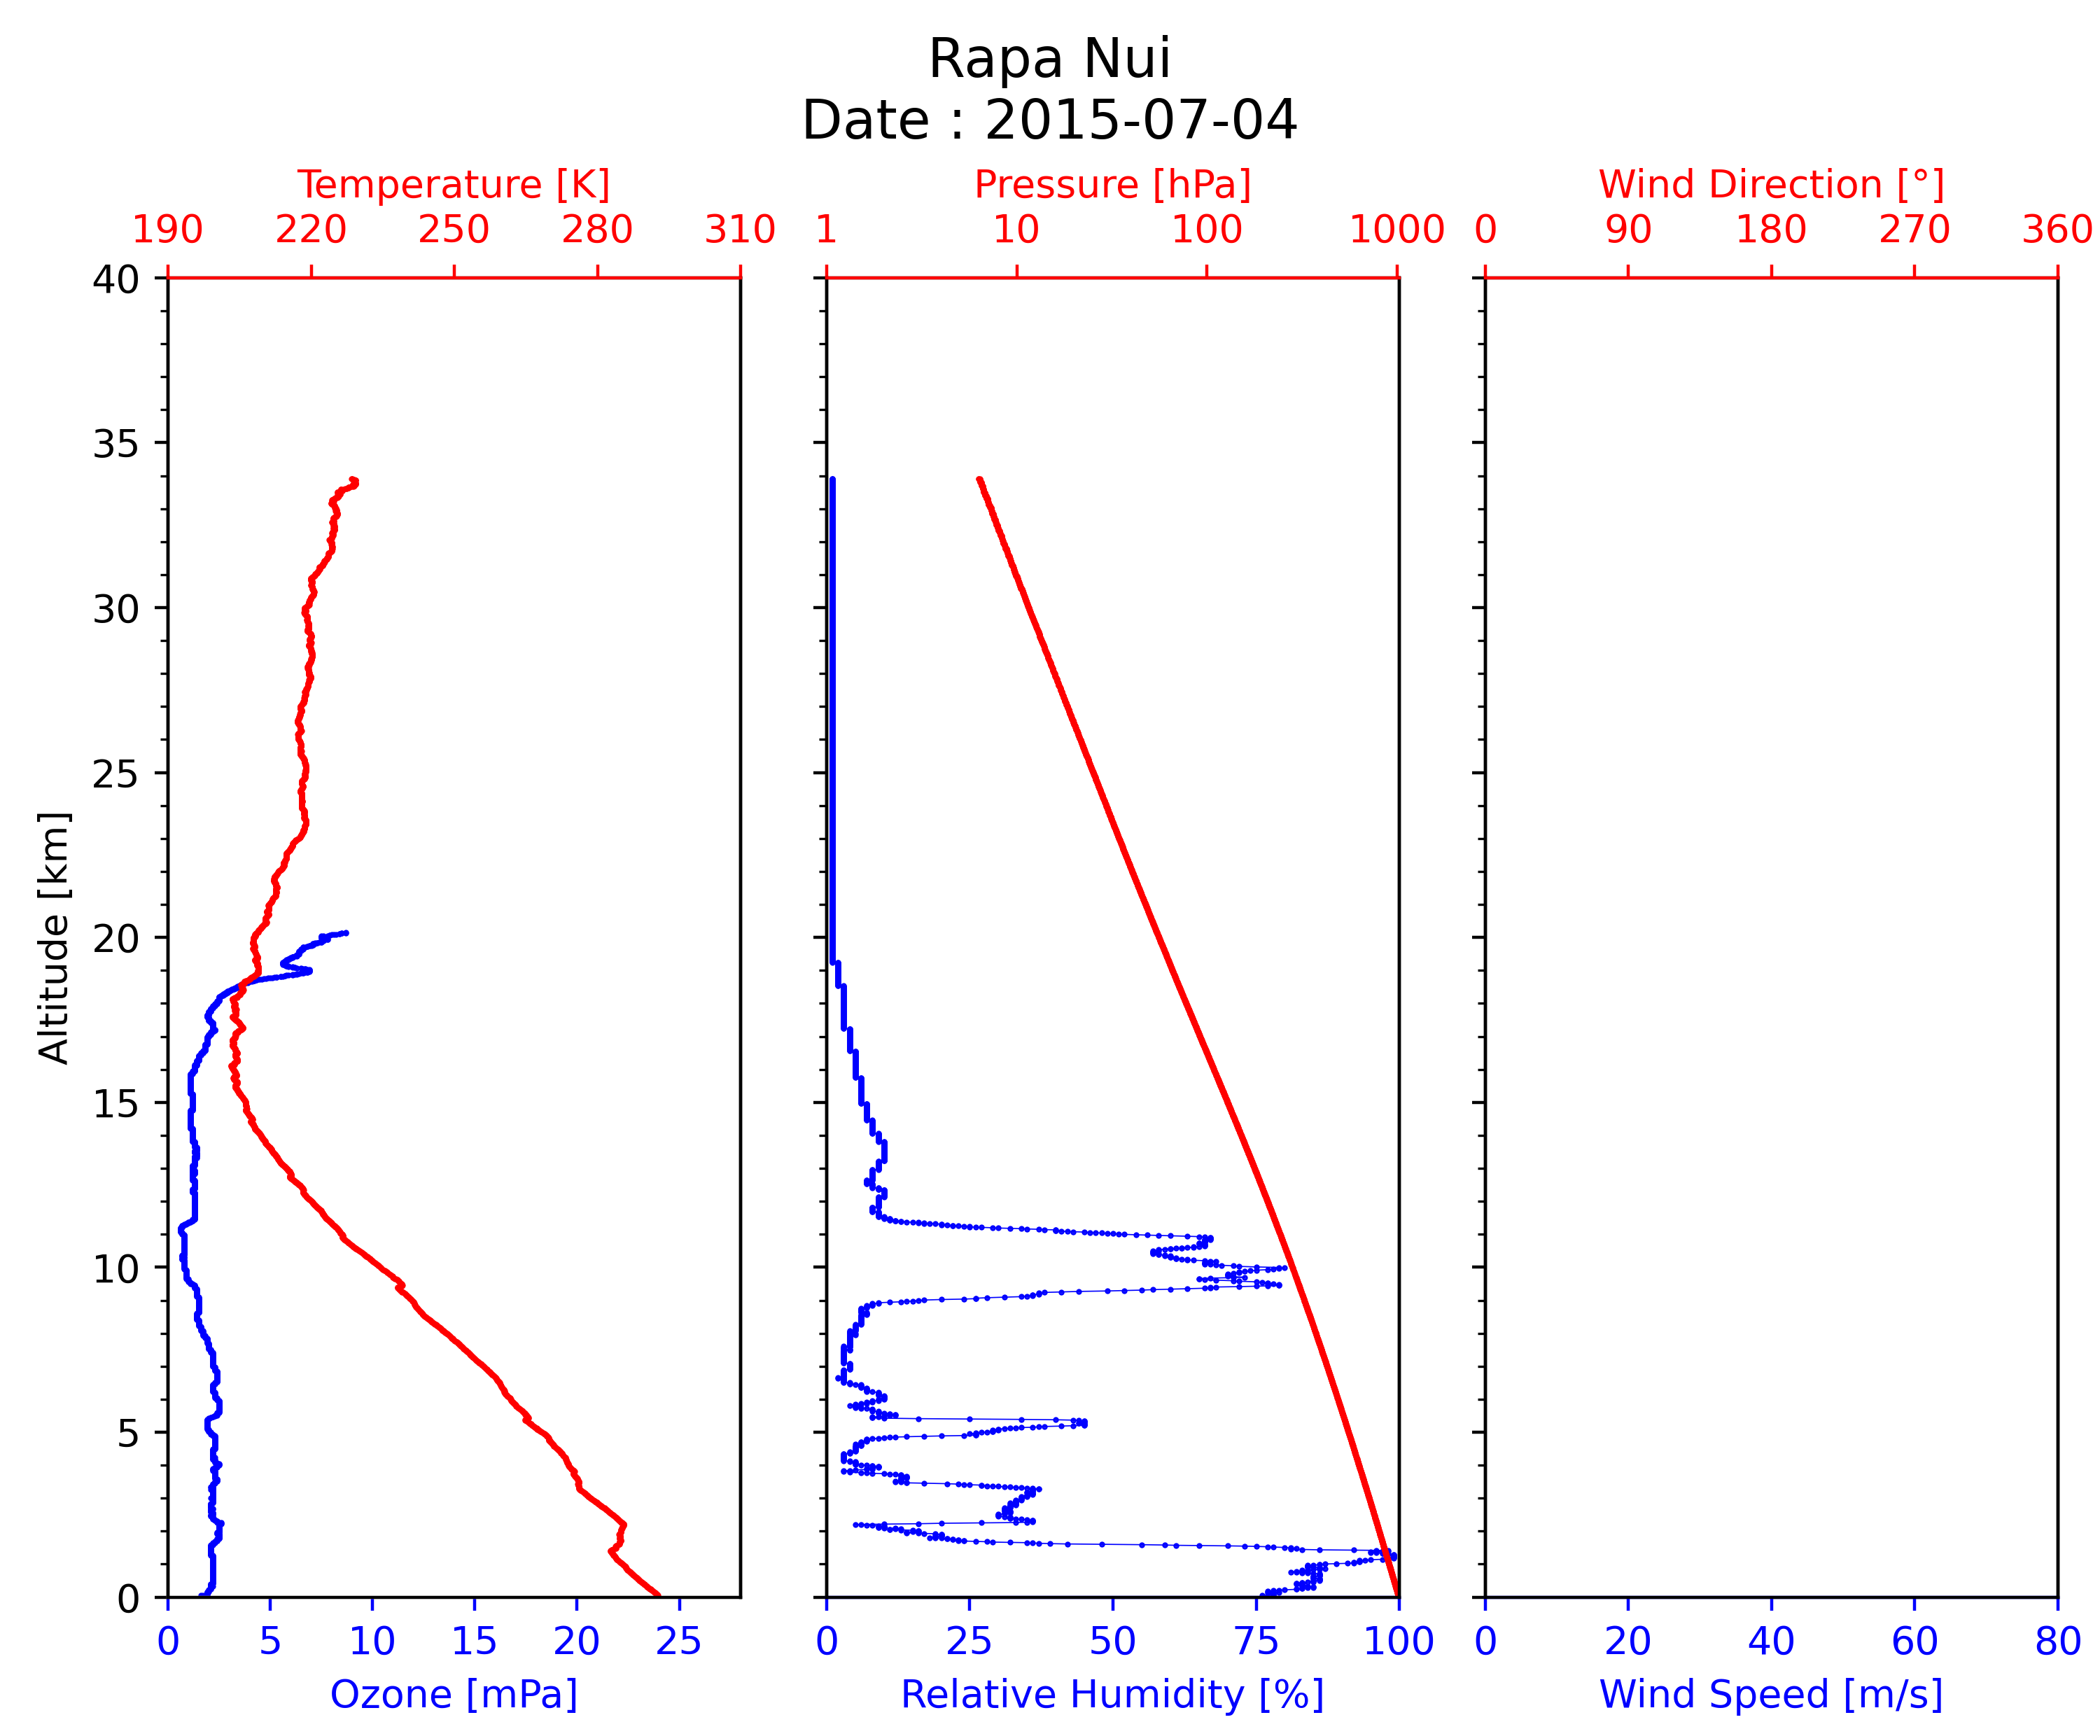 Rapa Nui
Date : 2015-07-04
Temperature [K]
190 220 250 280 310
Pressure [hPa]
1 10 100 1000
Wind Direction [°]
0 90 180 270 360
Altitude [km]
40
35
30
25
20
15
10
5
0
0 5 10 15 20 25
Ozone [mPa]
0 25 50 75 100
Relative Humidity [%]
0 20 40 60 80
Wind Speed [m/s]